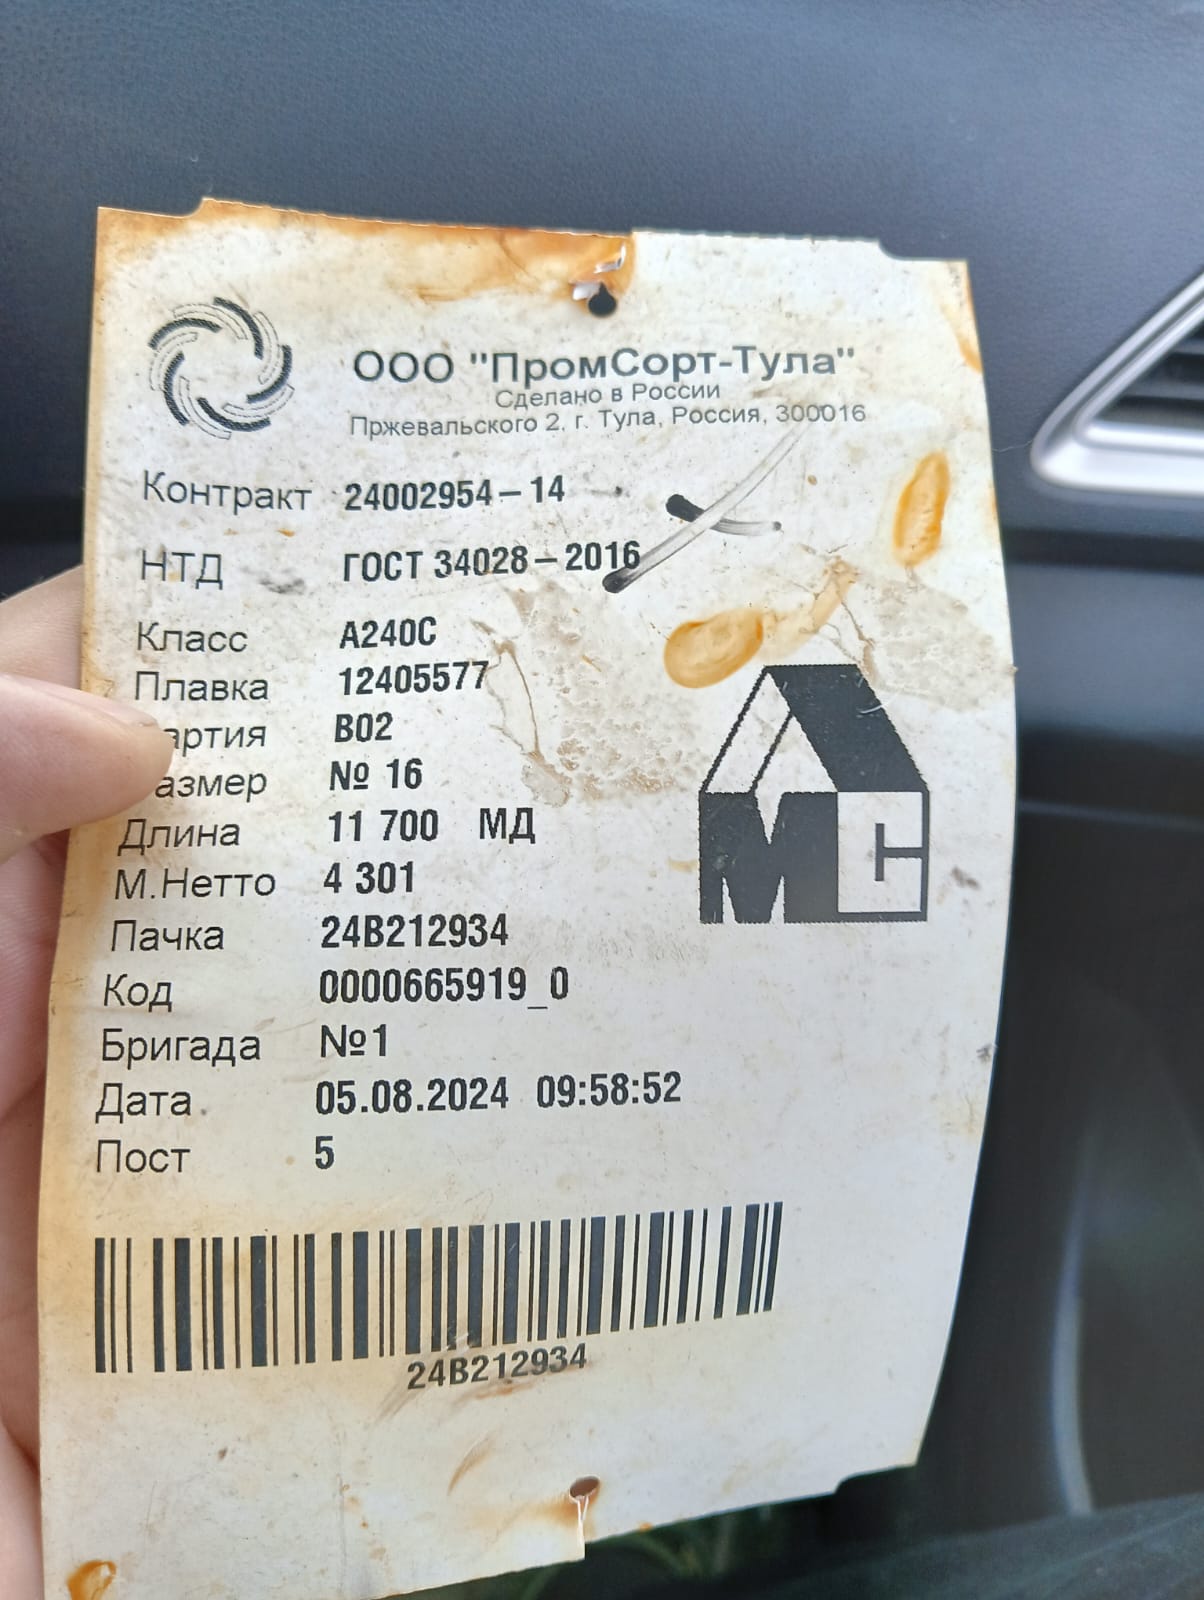 ООО "ПромСорт-Тула"
Сделано в России
Пржевальского 2, г. Тула, Россия, 300016
Контракт 24002954-14
НТД ГОСТ 34028-2016
Класс А240С
Плавка 12405577
артия В02
азмер № 16
Длина 11 700 МД
М.Нетто 4 301
Пачка 24В212934
Код 0000665919_0
Бригада №1
Дата 05.08.2024 09:58:52
Пост 5
24В212934